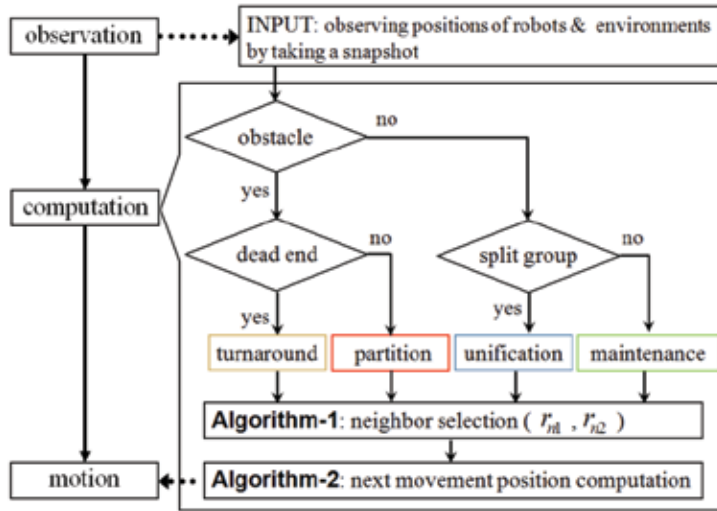 observation
INPUT: observing positions of robots & environments
by taking a snapshot
obstacle
no
yes
computation
dead end
no
split group
no
yes
yes
turnaround
partition
unification
maintenance
Algorithm-1: neighbor selection ( r_n1 , r_n2 )
motion
Algorithm-2: next movement position computation